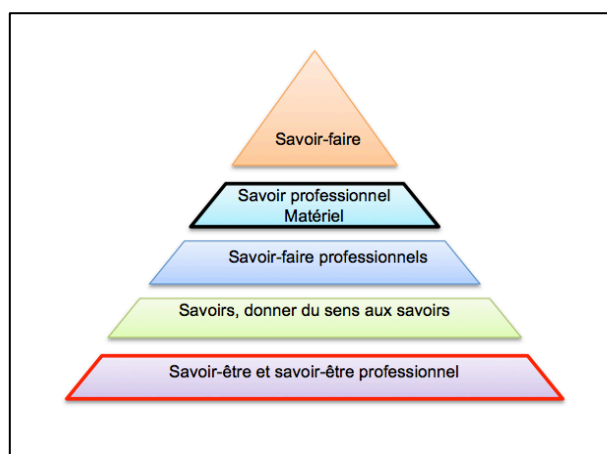 Savoir-faire
Savoir professionnel
Matériel
Savoir-faire professionnels
Savoirs, donner du sens aux savoirs
Savoir-être et savoir-être professionnel